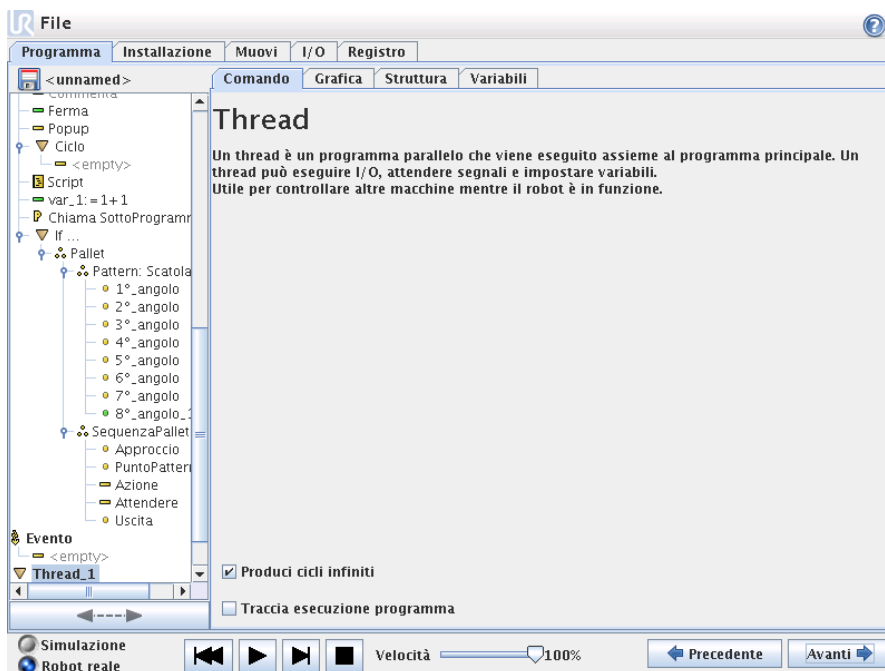 File
Programma Installazione Muovi I/O Registro
<unnamed>
Comando Grafica Struttura Variabili
Commenta
Ferma
Popup
Ciclo
<empty>
Script
var_1:=1+1
Chiama SottoProgramm
If ...
Pallet
Pattern: Scatola
1°_angolo
2°_angolo
3°_angolo
4°_angolo
5°_angolo
6°_angolo
7°_angolo
8°_angolo_1
SequenzaPallet
Approccio
PuntoPattern
Azione
Attendere
Uscita
Evento
<empty>
Thread_1
Thread
Un thread è un programma parallelo che viene eseguito assieme al programma principale. Un
thread può eseguire I/O, attendere segnali e impostare variabili.
Utile per controllare altre macchine mentre il robot è in funzione.
Produci cicli infiniti
Traccia esecuzione programma
Simulazione
Robot reale
Velocità 100%
Precedente
Avanti